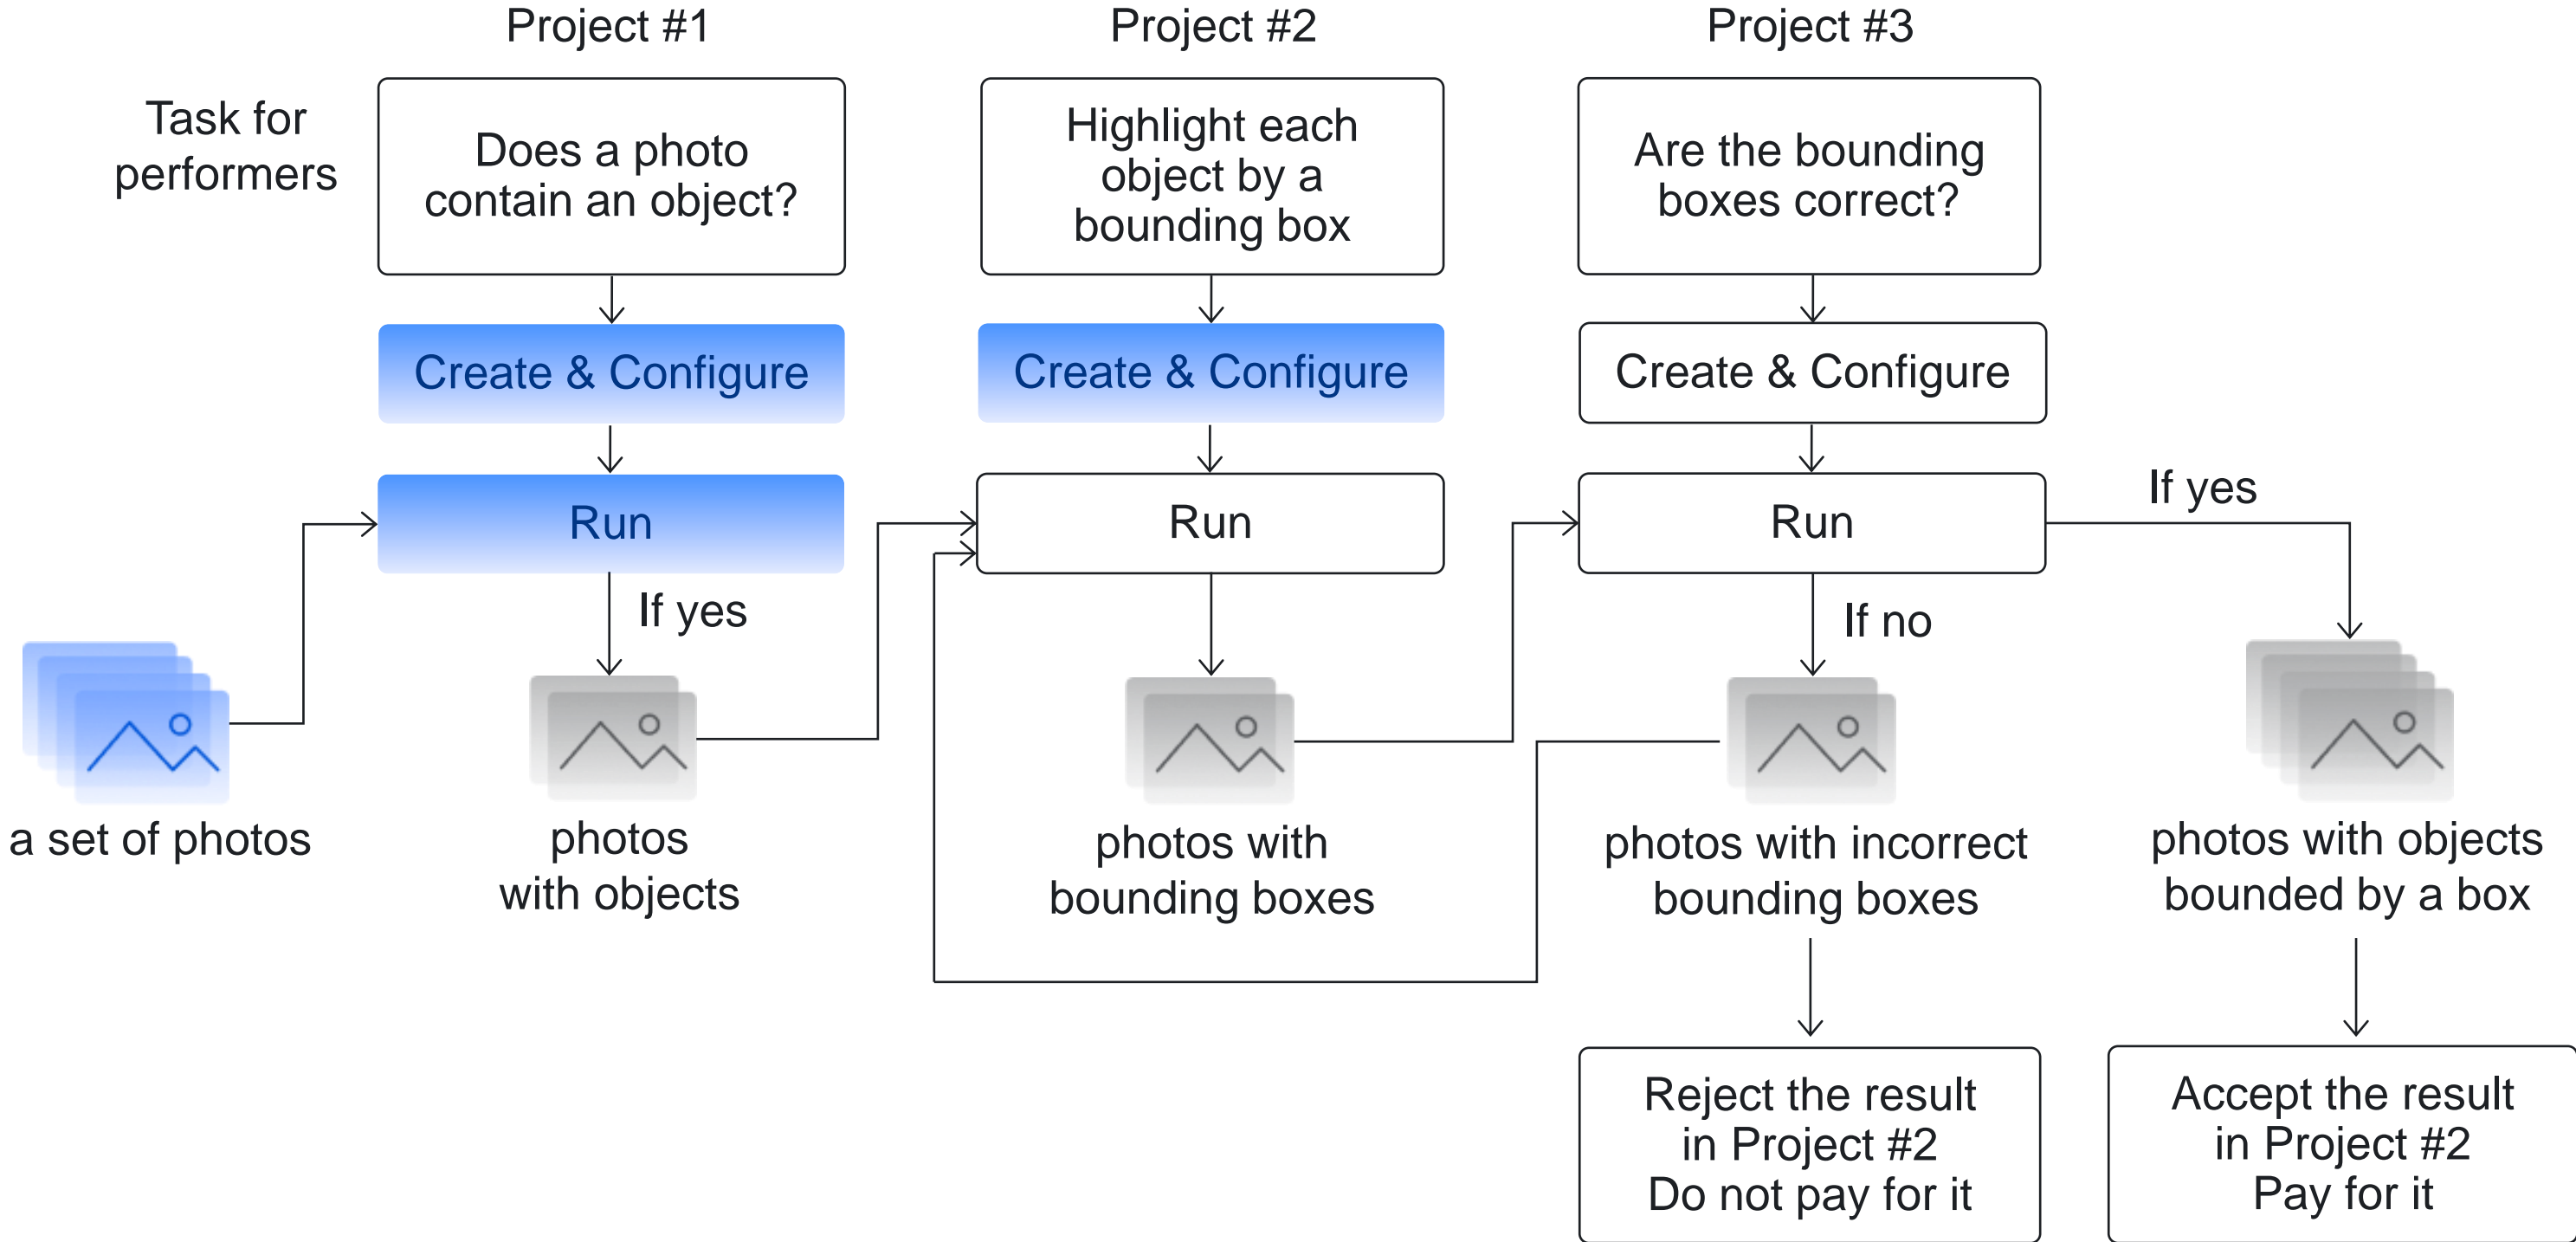 Project #1
Project #2
Project #3
Task for
performers
Does a photo
contain an object?
Highlight each
object by a
bounding box
Are the bounding
boxes correct?
Create & Configure
Create & Configure
Create & Configure
Run
Run
Run
If yes
If yes
If no
a set of photos
photos
with objects
photos with
bounding boxes
photos with incorrect
bounding boxes
photos with objects
bounded by a box
Reject the result
in Project #2
Do not pay for it
Accept the result
in Project #2
Pay for it